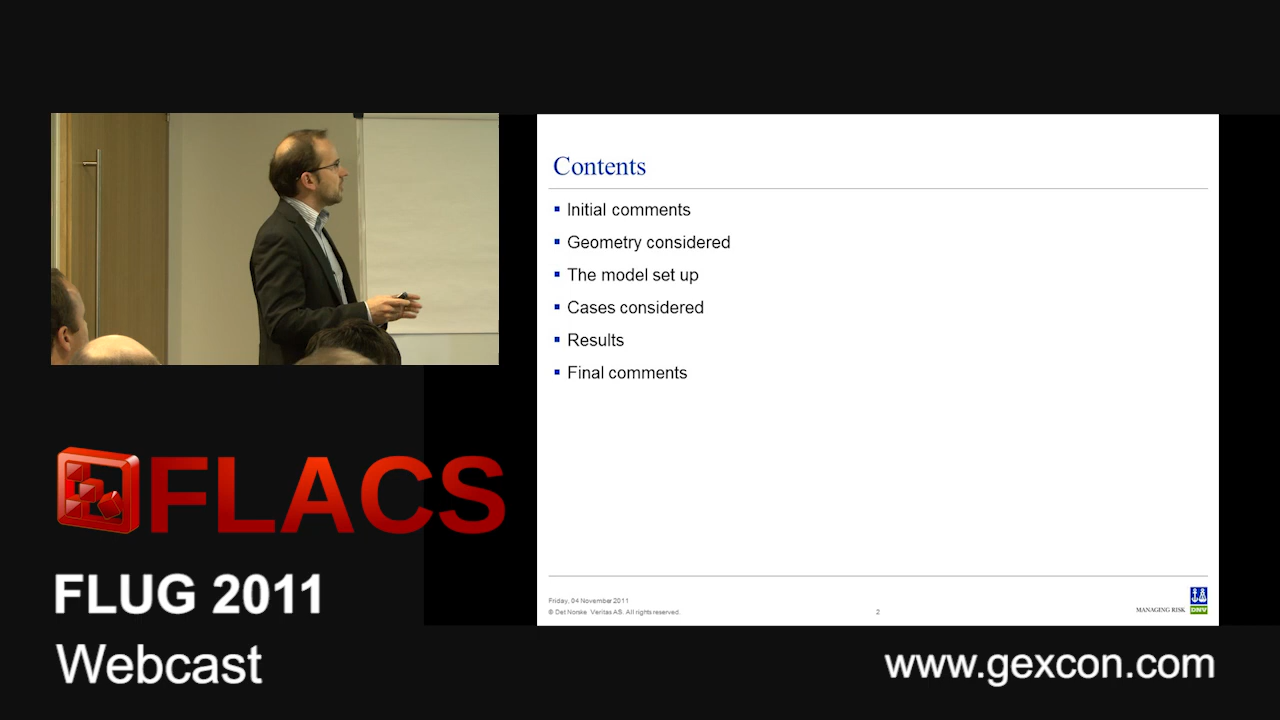 Contents
Initial comments
Geometry considered
The model set up
Cases considered
Results
Final comments
Friday, 04 November 2011
© Det Norske Veritas AS. All rights reserved.
2
MANAGING RISK
DNV
FLACS
FLUG 2011
Webcast
www.gexcon.com